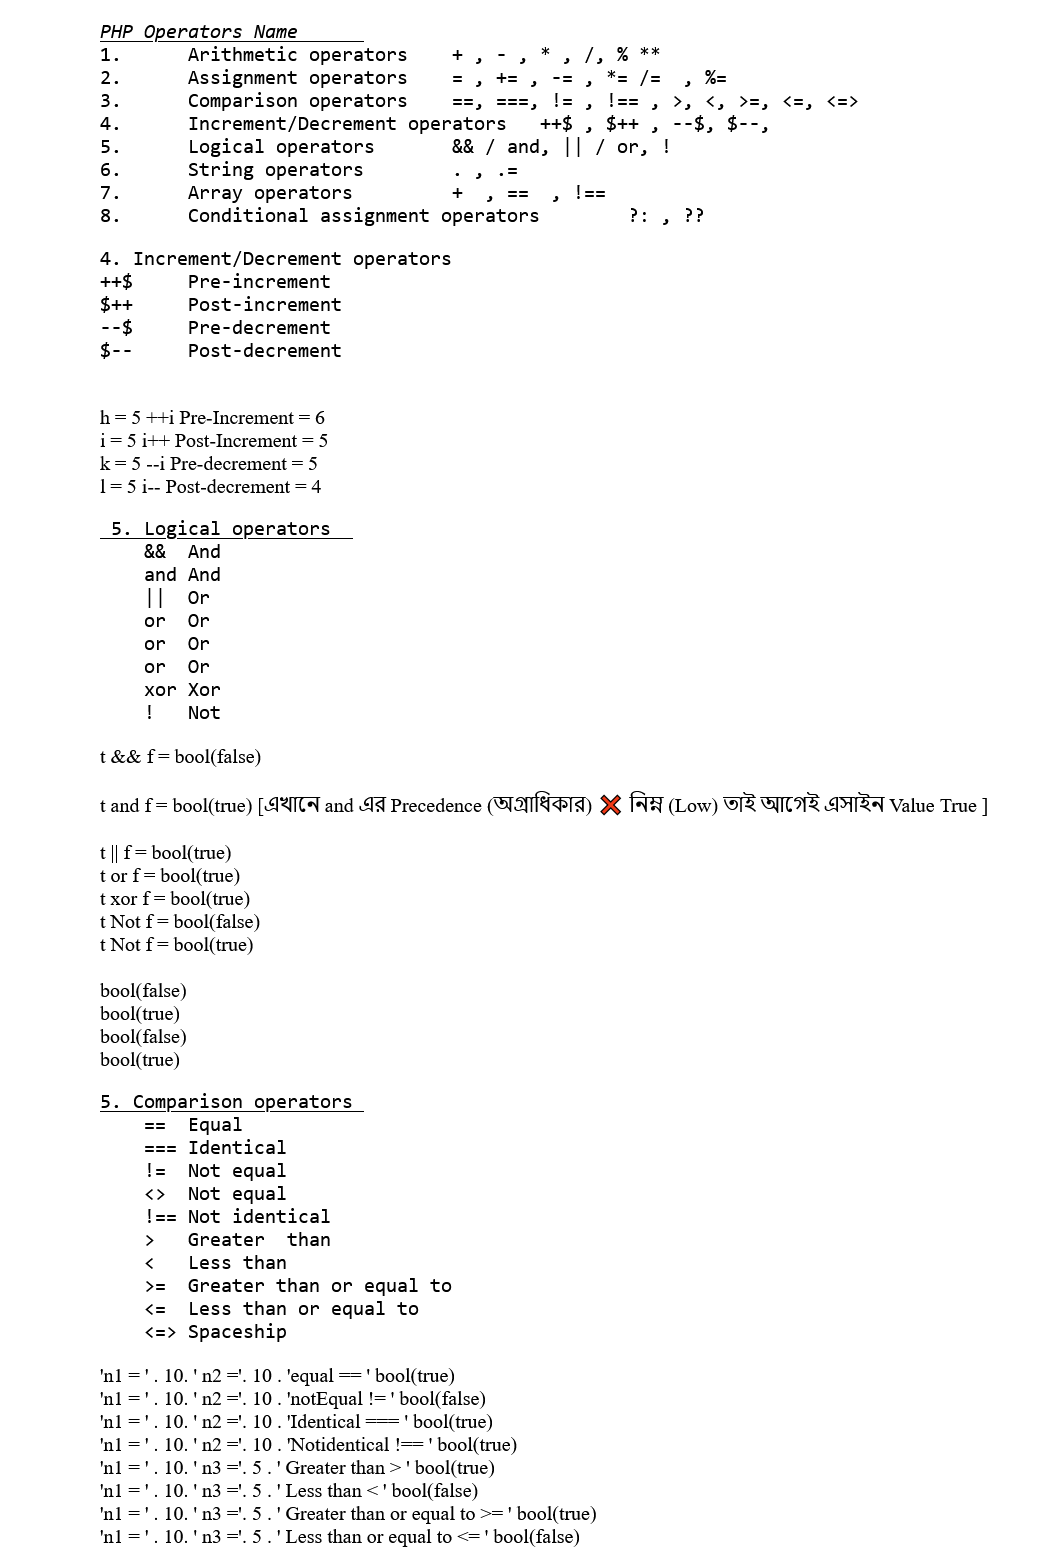 PHP Operators Name
1. Arithmetic operators + , - , * , /, % **
2. Assignment operators = , += , -= , *= /= , %=
3. Comparison operators ==, ===, != , !== , >, <, >=, <=, <=>
4. Increment/Decrement operators ++$ , $++ , --$, $--,
5. Logical operators && / and, || / or, !
6. String operators . , .=
7. Array operators + , == , !==
8. Conditional assignment operators ?: , ??
4. Increment/Decrement operators
++$ Pre-increment
$++ Post-increment
--$ Pre-decrement
$-- Post-decrement
h = 5 ++i Pre-Increment = 6
i = 5 i++ Post-Increment = 5
k = 5 --i Pre-decrement = 5
l = 5 i-- Post-decrement = 4
5. Logical operators
&& And
and And
|| Or
or Or
or Or
or Or
xor Xor
! Not
t && f = bool(false)
t and f = bool(true) [এখানে and এর Precedence (অগ্রাধিকার) ❌ নিম্ন (Low) তাই আগেই এসাইন Value True ]
t || f = bool(true)
t or f = bool(true)
t xor f = bool(true)
t Not f = bool(false)
t Not f = bool(true)
bool(false)
bool(true)
bool(false)
bool(true)
5. Comparison operators
== Equal
=== Identical
!= Not equal
<> Not equal
!== Not identical
> Greater than
< Less than
>= Greater than or equal to
<= Less than or equal to
<=> Spaceship
'n1 = ' . 10. ' n2 ='. 10 . 'equal == ' bool(true)
'n1 = ' . 10. ' n2 ='. 10 . 'notEqual != ' bool(false)
'n1 = ' . 10. ' n2 ='. 10 . 'Identical === ' bool(true)
'n1 = ' . 10. ' n2 ='. 10 . 'Notidentical !== ' bool(true)
'n1 = ' . 10. ' n3 ='. 5 . ' Greater than > ' bool(true)
'n1 = ' . 10. ' n3 ='. 5 . ' Less than < ' bool(false)
'n1 = ' . 10. ' n3 ='. 5 . ' Greater than or equal to >= ' bool(true)
'n1 = ' . 10. ' n3 ='. 5 . ' Less than or equal to <= ' bool(false)